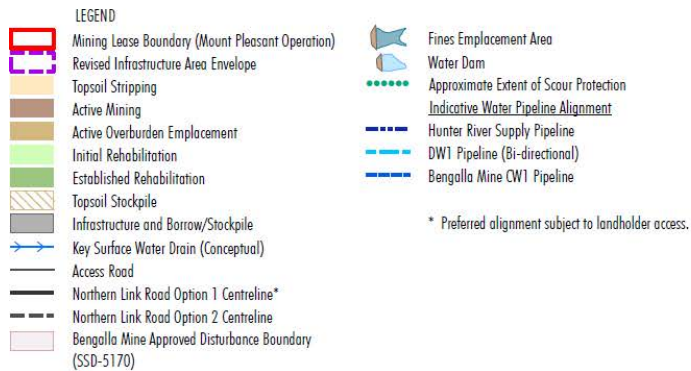 LEGEND
Mining Lease Boundary (Mount Pleasant Operation)
Revised Infrastructure Area Envelope
Topsoil Stripping
Active Mining
Active Overburden Emplacement
Initial Rehabilitation
Established Rehabilitation
Topsoil Stockpile
Infrastructure and Borrow/Stockpile
Key Surface Water Drain (Conceptual)
Access Road
Northern Link Road Option 1 Centreline*
Northern Link Road Option 2 Centreline
Bengalla Mine Approved Disturbance Boundary
(SSD-5170)
Fines Emplacement Area
Water Dam
Approximate Extent of Scour Protection
Indicative Water Pipeline Alignment
Hunter River Supply Pipeline
DW1 Pipeline (Bi-directional)
Bengalla Mine CW1 Pipeline
* Preferred alignment subject to landholder access.